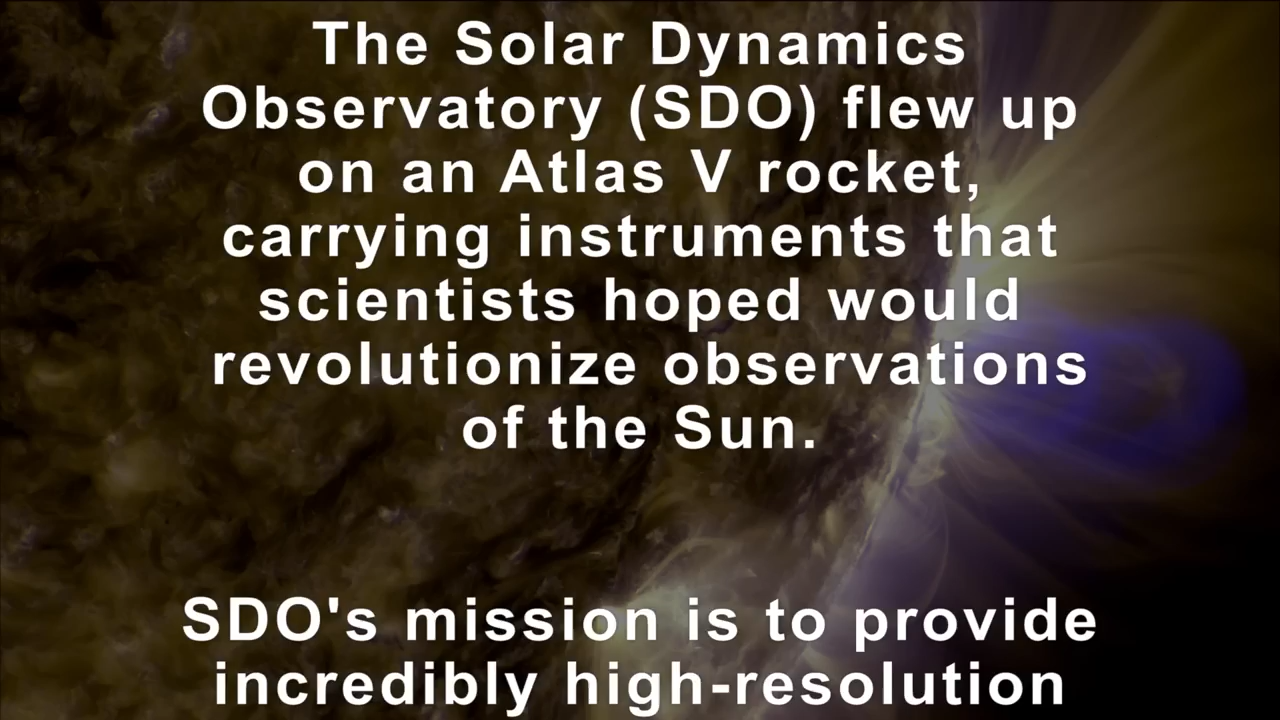 The Solar Dynamics
Observatory (SDO) flew up
on an Atlas V rocket,
carrying instruments that
scientists hoped would
revolutionize observations
of the Sun.
SDO's mission is to provide
incredibly high-resolution